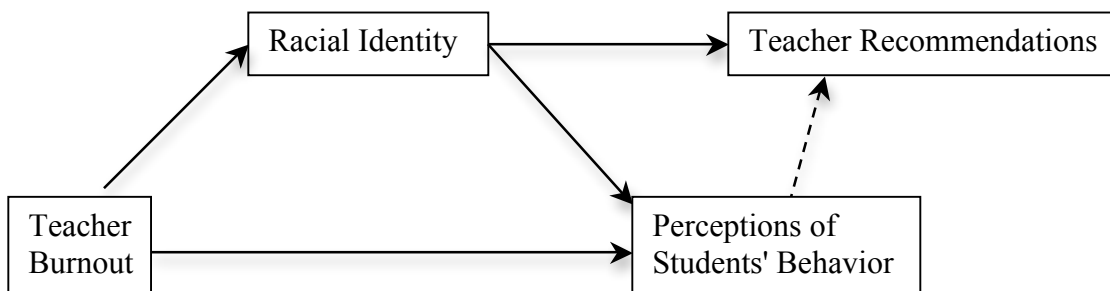 Racial Identity
Teacher Recommendations
Teacher
Burnout
Perceptions of
Students' Behavior